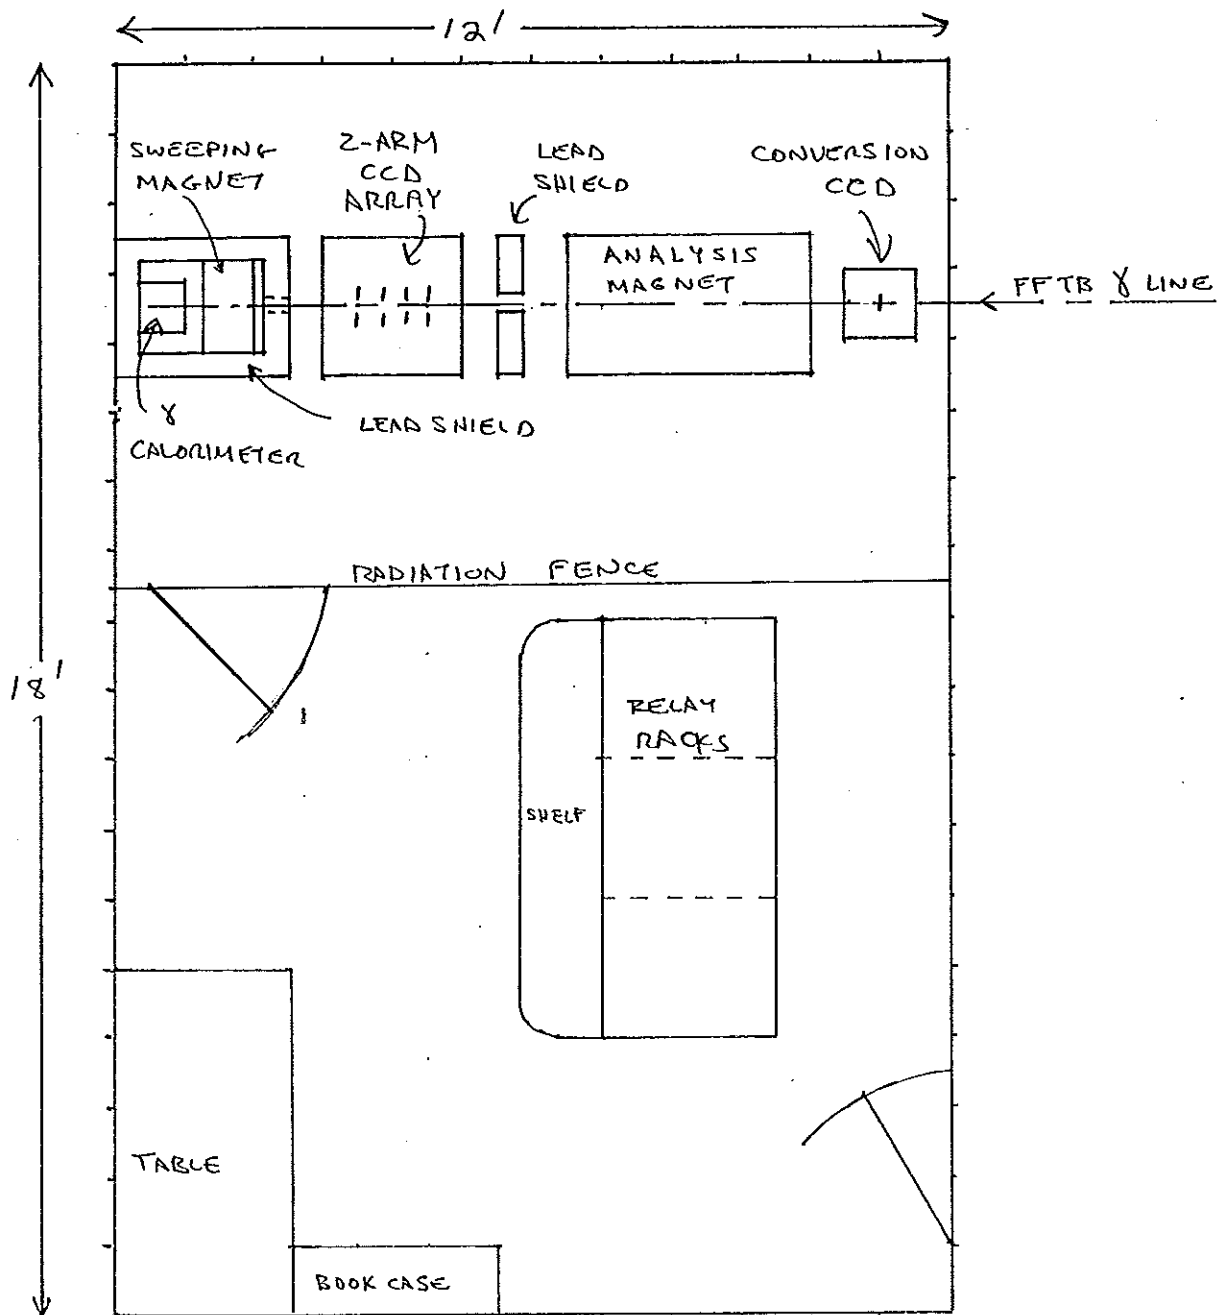 12'
SWEEPING
MAGNET
2-ARM
CCD
ARRAY
LEAD
SHIELD
CONVERSION
CCD
ANALYSIS
MAGNET
FFTB γ LINE
γ
CALORIMETER
LEAD SHIELD
RADIATION FENCE
18'
RELAY
RACKS
SHELF
TABLE
BOOK CASE